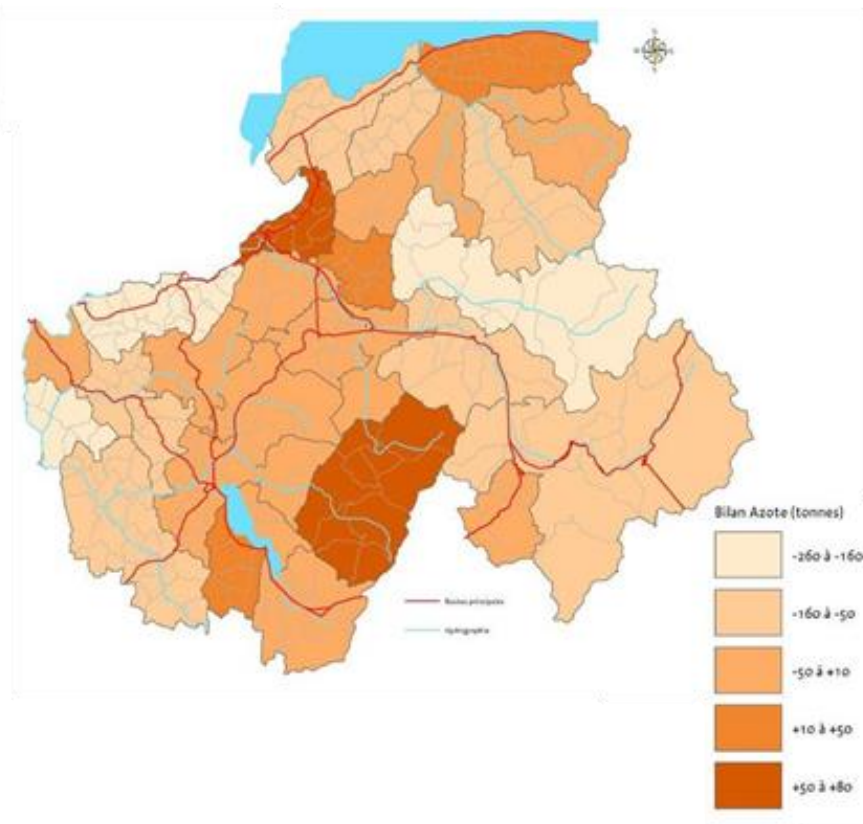 Bilan Azote (tonnes)
-260 à -160
-160 à -50
-50 à +10
+10 à +50
+50 à +80
Routes principales
Hydrographie